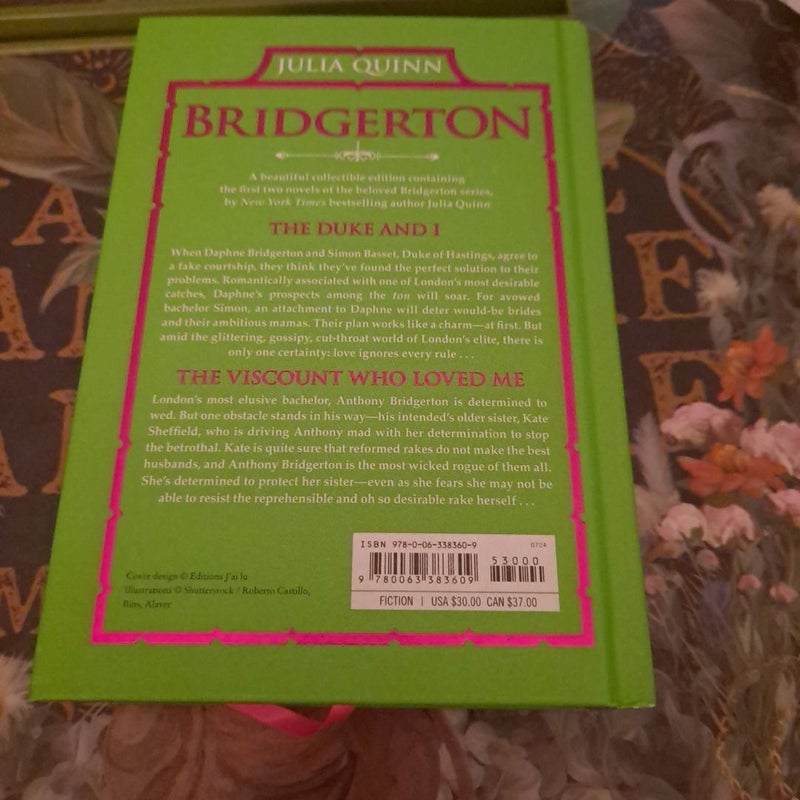 JULIA QUINN
BRIDGERTON
A beautiful collectible edition containing
the first two novels of the beloved Bridgerton series,
by New York Times bestselling author Julia Quinn
THE DUKE AND I
When Daphne Bridgerton and Simon Basset, Duke of Hastings, agree to
a fake courtship, they think they've found the perfect solution to their
problems. Romantically associated with one of London's most desirable
catches, Daphne's prospects among the ton will soar. For avowed
bachelor Simon, an attachment to Daphne will deter would-be brides
and their ambitious mamas. Their plan works like a charm—at first. But
amid the glittering, gossipy, cut-throat world of London's elite, there is
only one certainty: love ignores every rule . . .
THE VISCOUNT WHO LOVED ME
London's most elusive bachelor, Anthony Bridgerton is determined to
wed. But one obstacle stands in his way—his intended's older sister, Kate
Sheffield, who is driving Anthony mad with her determination to stop
the betrothal. Kate is quite sure that reformed rakes do not make the best
husbands, and Anthony Bridgerton is the most wicked rogue of them all.
She's determined to protect her sister—even as she fears she may not be
able to resist the reprehensible and oh so desirable rake herself . . .
ISBN 978-0-06-338360-9 0724
53000
9 780063 383609
FICTION | USA $30.00 CAN $37.00
Cover design © Editions J'ai lu
Illustrations © Shutterstock / Roberto Castillo,
Bins, Alaver